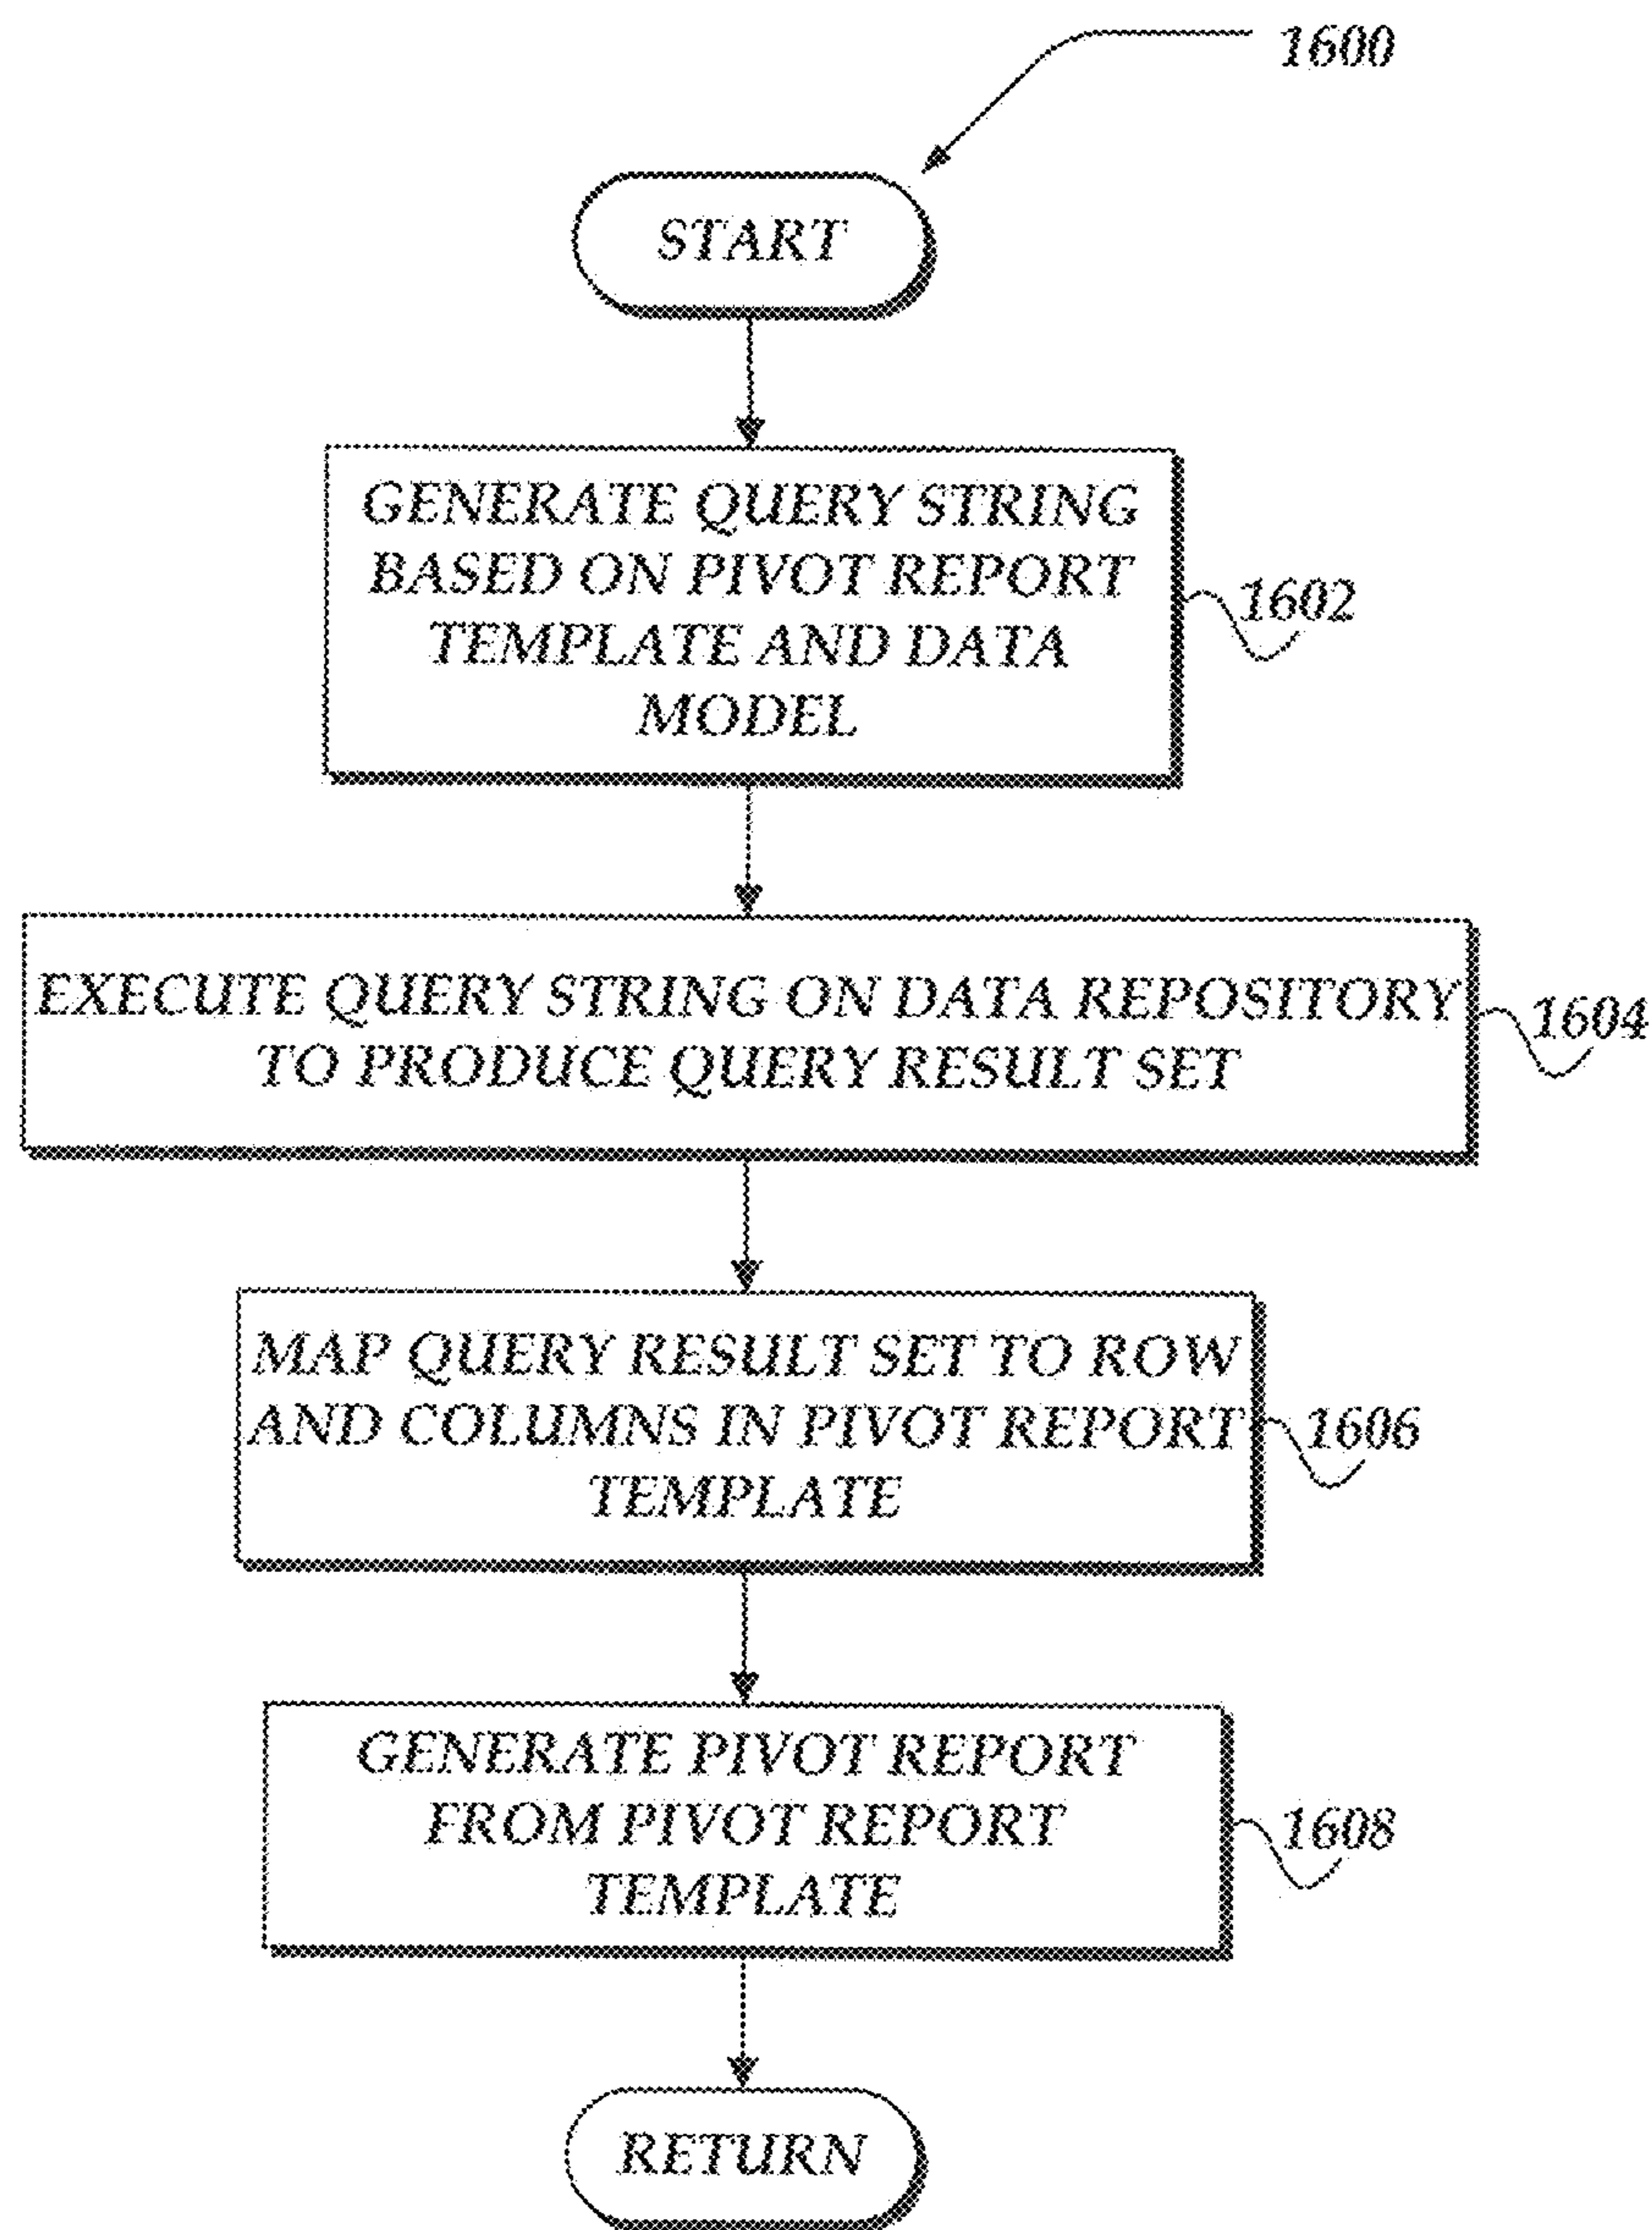 1600
START
GENERATE QUERY STRING
BASED ON PIVOT REPORT
TEMPLATE AND DATA
MODEL
1602
EXECUTE QUERY STRING ON DATA REPOSITORY
TO PRODUCE QUERY RESULT SET
1604
MAP QUERY RESULT SET TO ROW
AND COLUMNS IN PIVOT REPORT
TEMPLATE
1606
GENERATE PIVOT REPORT
FROM PIVOT REPORT
TEMPLATE
1608
RETURN